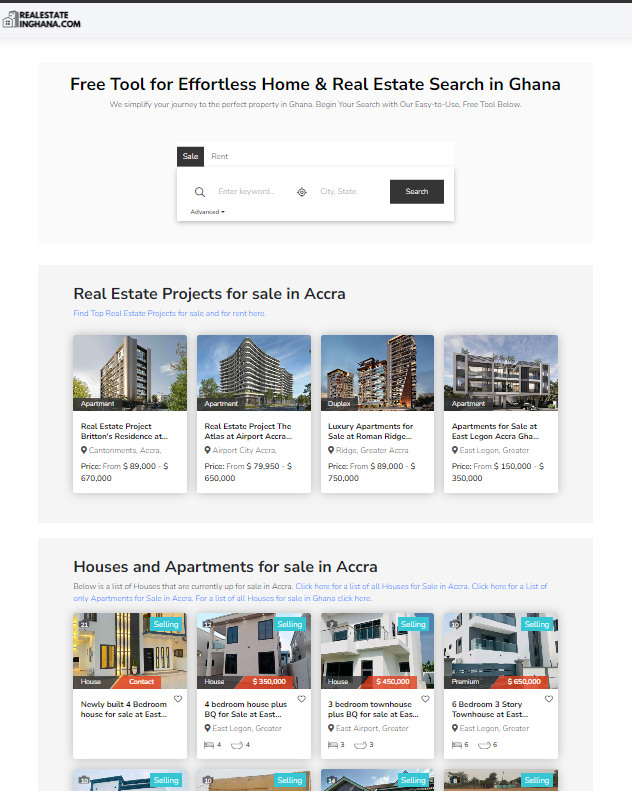 REALESTATE
INGHANA.COM
Free Tool for Effortless Home & Real Estate Search in Ghana
We simplify your journey to the perfect property in Ghana. Begin Your Search with Our Easy-to-Use, Free Tool Below.
Sale Rent
Enter keyword... City, State Search
Advanced
Real Estate Projects for sale in Accra
Find Top Real Estate Projects for sale and for rent here.
Apartment Apartment Duplex Apartment
Real Estate Project
Britton's Residence at...
Cantonments, Accra,
Price: From $ 89,000 - $
670,000
Real Estate Project The
Atlas at Airport Accra...
Airport City Accra,
Price: From $ 79,950 - $
650,000
Luxury Apartments for
Sale at Roman Ridge...
Ridge, Greater Accra
Price: From $ 89,000 - $
750,000
Apartments for Sale at
East Legon Accra Gha...
East Legon, Greater
Price: From $ 150,000 - $
350,000
Houses and Apartments for sale in Accra
Below is a list of Houses that are currently up for sale in Accra. Click here for a list of all Houses for Sale in Accra. Click here for a List of
only Apartments for Sale in Accra. For a list of all Houses for sale in Ghana click here.
21 Selling
House Contact
Newly built 4 Bedroom
house for sale at East...
12 Selling
House $ 350,000
4 bedroom house plus
BQ for Sale at East...
East Legon, Greater
4 4
7 Selling
House $ 450,000
3 bedroom townhouse
plus BQ for sale at Eas...
East Airport, Greater
3 3
10 Selling
Premium $ 650,000
6 Bedroom 3 Story
Townhouse at East...
East Legon, Greater
6 6
Selling
10 Selling
14 Selling
8 Selling